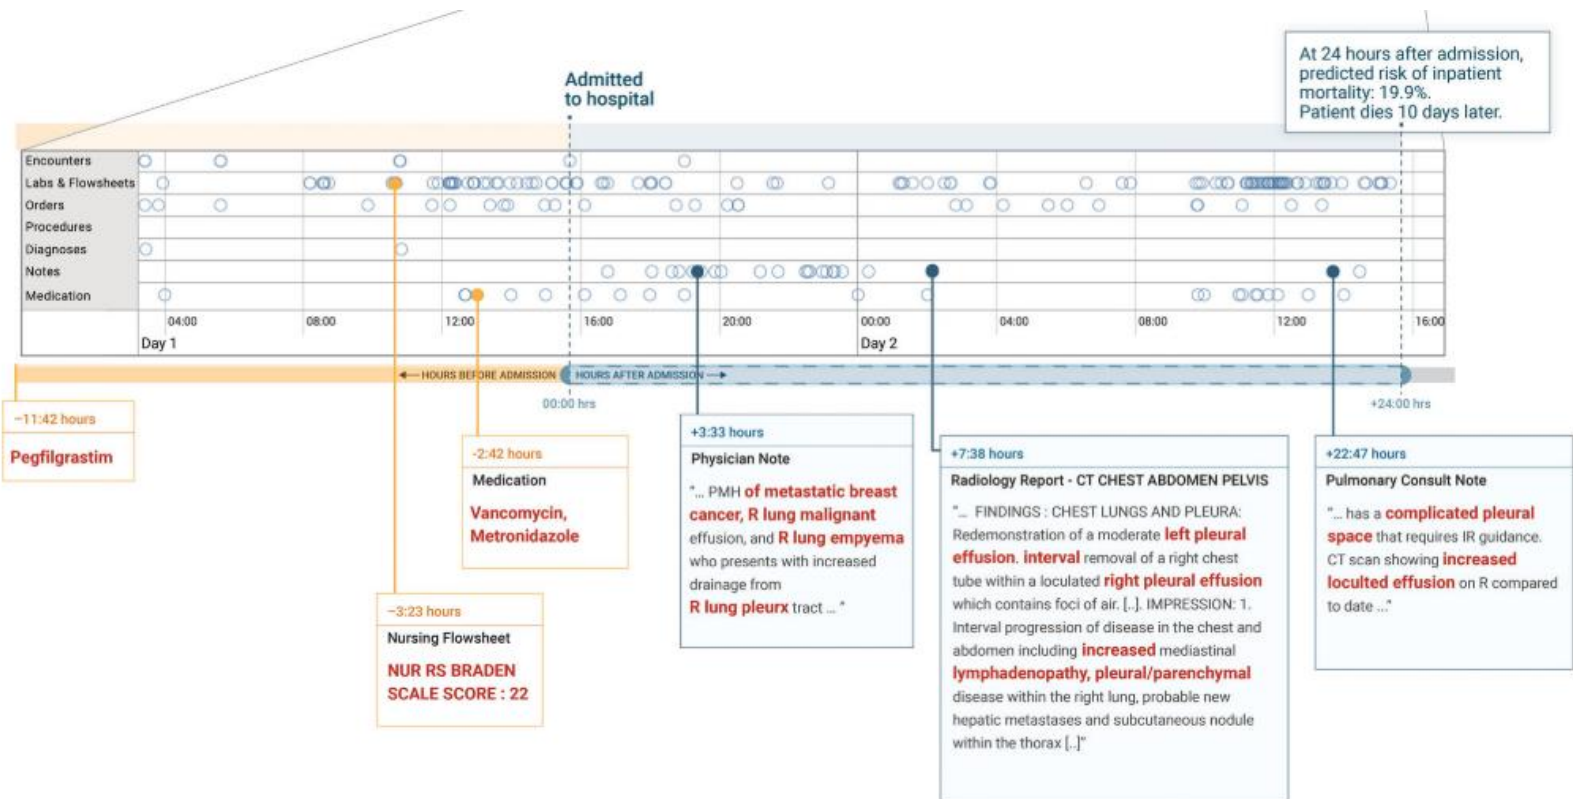 At 24 hours after admission,
predicted risk of inpatient
mortality: 19.9%.
Patient dies 10 days later.
Admitted
to hospital
Encounters
Labs & Flowsheets
Orders
Procedures
Diagnoses
Notes
Medication
04:00 08:00 12:00 16:00 20:00 00:00 04:00 08:00 12:00 16:00
Day 1 Day 2
HOURS BEFORE ADMISSION HOURS AFTER ADMISSION
00:00 hrs +24:00 hrs
−11:42 hours
Pegfilgrastim
−3:23 hours
Nursing Flowsheet
NUR RS BRADEN
SCALE SCORE : 22
-2:42 hours
Medication
Vancomycin,
Metronidazole
+3:33 hours
Physician Note
"... PMH of metastatic breast
cancer, R lung malignant
effusion, and R lung empyema
who presents with increased
drainage from
R lung pleurx tract ... "
+7:38 hours
Radiology Report - CT CHEST ABDOMEN PELVIS
"... FINDINGS : CHEST LUNGS AND PLEURA:
Redemonstration of a moderate left pleural
effusion. interval removal of a right chest
tube within a loculated right pleural effusion
which contains foci of air. [..]. IMPRESSION: 1.
Interval progression of disease in the chest and
abdomen including increased mediastinal
lymphadenopathy, pleural/parenchymal
disease within the right lung, probable new
hepatic metastases and subcutaneous nodule
within the thorax [..]"
+22:47 hours
Pulmonary Consult Note
"... has a complicated pleural
space that requires IR guidance.
CT scan showing increased
loculted effusion on R compared
to date ..."